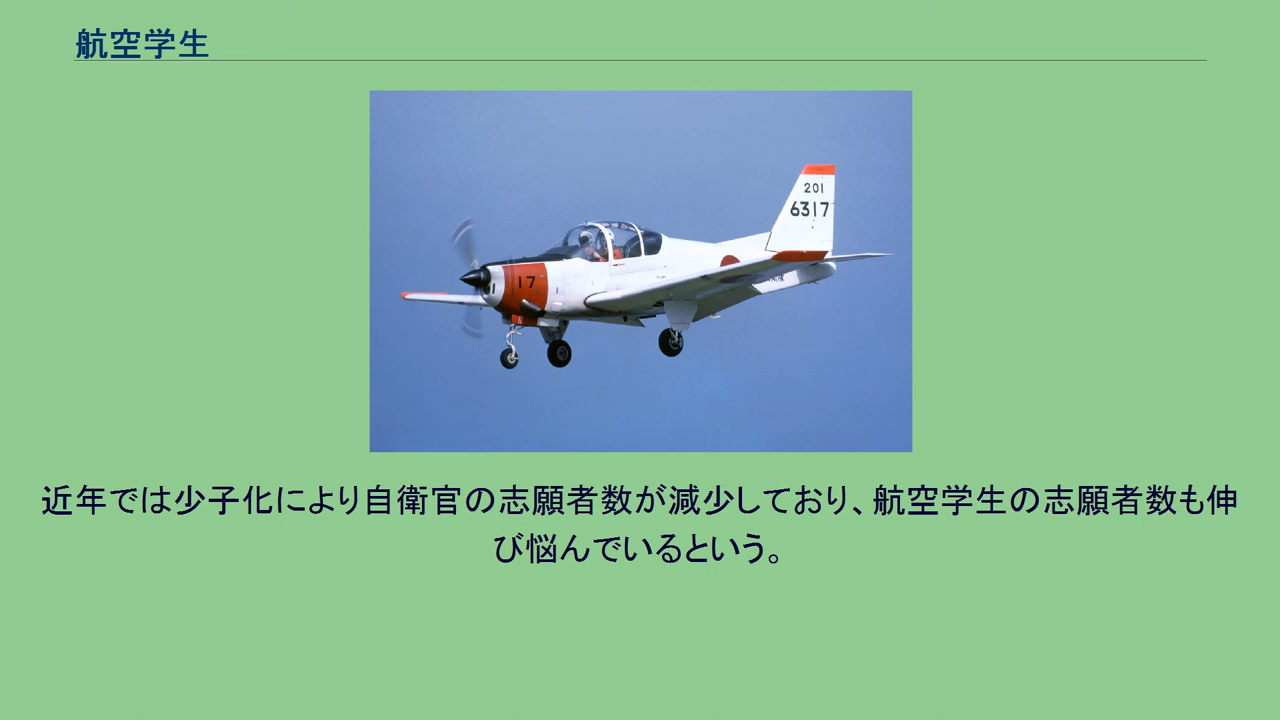 航空学生
201
6317
17
近年では少子化により自衛官の志願者数が減少しており、航空学生の志願者数も伸
び悩んでいるという。